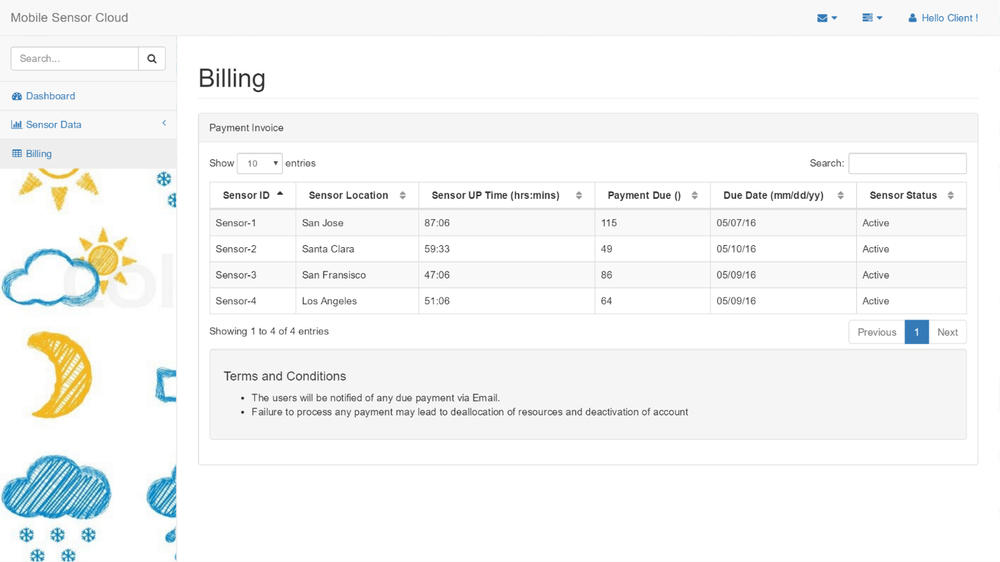 Mobile Sensor Cloud
Hello Client !
Search...
Dashboard
Sensor Data
Billing
Billing
Payment Invoice
Show 10 entries
Search:
Sensor ID Sensor Location Sensor UP Time (hrs:mins) Payment Due () Due Date (mm/dd/yy) Sensor Status
Sensor-1 San Jose 87:06 115 05/07/16 Active
Sensor-2 Santa Clara 59:33 49 05/10/16 Active
Sensor-3 San Fransisco 47:06 86 05/09/16 Active
Sensor-4 Los Angeles 51:06 64 05/09/16 Active
Showing 1 to 4 of 4 entries
Previous 1 Next
Terms and Conditions
• The users will be notified of any due payment via Email.
• Failure to process any payment may lead to deallocation of resources and deactivation of account